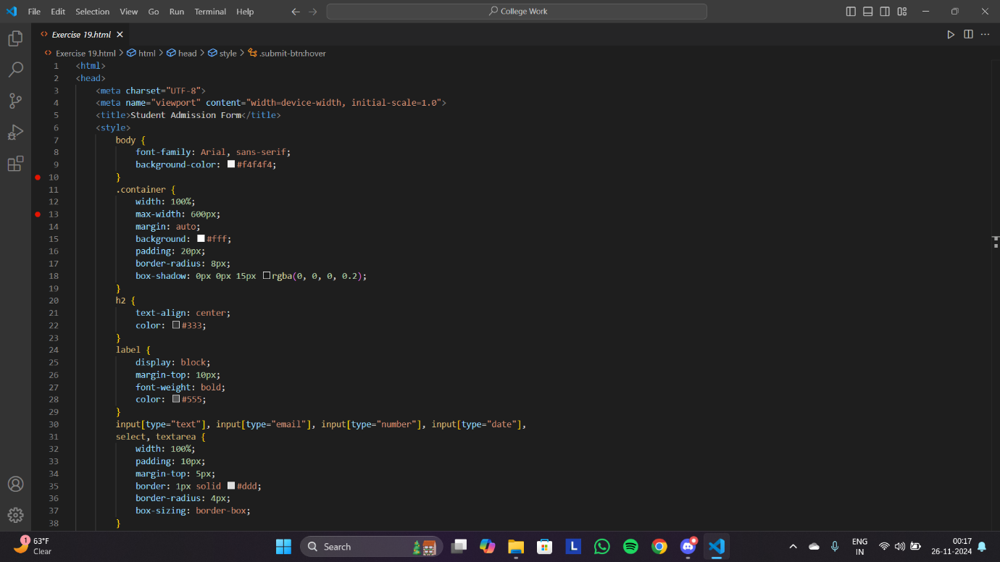 File Edit Selection View Go Run Terminal Help
College Work
Exercise 19.html
Exercise 19.html > html > head > style > .submit-btn:hover
1 <html>
2 <head>
3 <meta charset="UTF-8">
4 <meta name="viewport" content="width=device-width, initial-scale=1.0">
5 <title>Student Admission Form</title>
6 <style>
7 body {
8 font-family: Arial, sans-serif;
9 background-color: #f4f4f4;
10 }
11 .container {
12 width: 100%;
13 max-width: 600px;
14 margin: auto;
15 background: #fff;
16 padding: 20px;
17 border-radius: 8px;
18 box-shadow: 0px 0px 15px rgba(0, 0, 0, 0.2);
19 }
20 h2 {
21 text-align: center;
22 color: #333;
23 }
24 label {
25 display: block;
26 margin-top: 10px;
27 font-weight: bold;
28 color: #555;
29 }
30 input[type="text"], input[type="email"], input[type="number"], input[type="date"],
31 select, textarea {
32 width: 100%;
33 padding: 10px;
34 margin-top: 5px;
35 border: 1px solid #ddd;
36 border-radius: 4px;
37 box-sizing: border-box;
38 }
1
63°F
Clear
Search
L
ENG
IN
00:17
26-11-2024